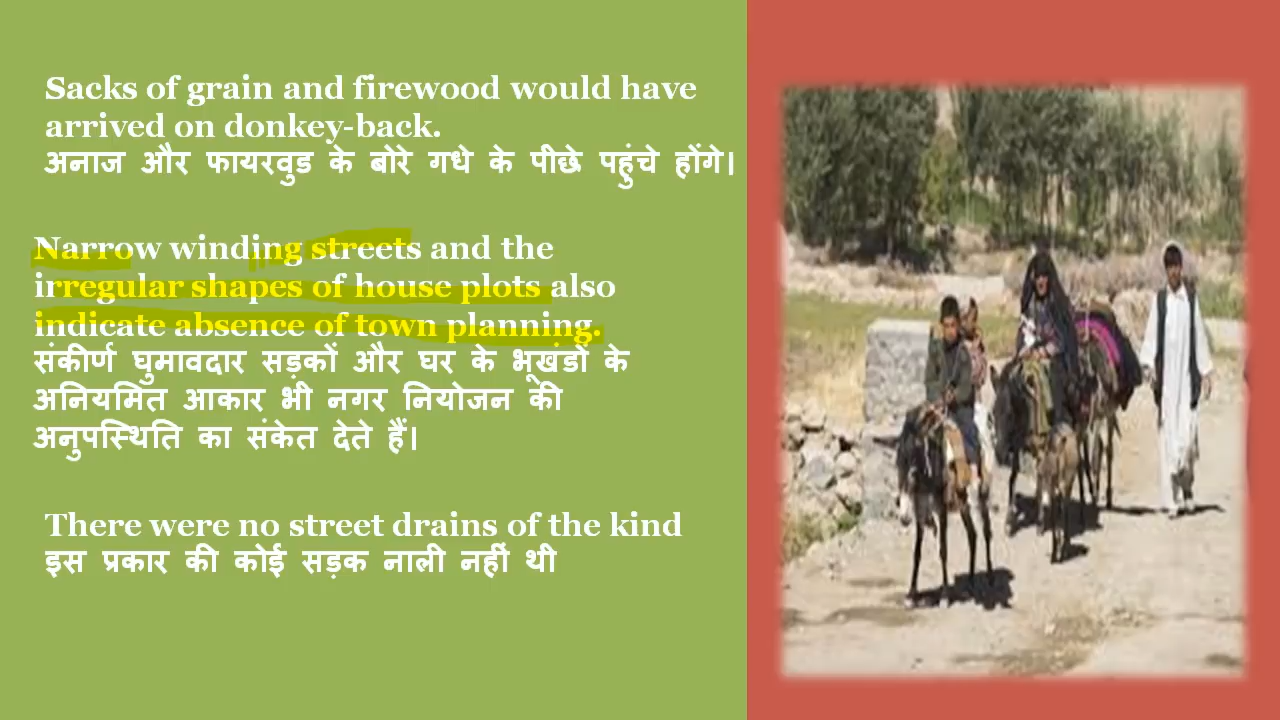 Sacks of grain and firewood would have
arrived on donkey-back.
अनाज और फायरवुड के बोरे गधे के पीछे पहुंचे होंगे।
Narrow winding streets and the
irregular shapes of house plots also
indicate absence of town planning.
संकीर्ण घुमावदार सड़कों और घर के भूखंडों के
अनियमित आकार भी नगर नियोजन की
अनुपस्थिति का संकेत देते हैं।
There were no street drains of the kind
इस प्रकार की कोई सड़क नाली नहीं थी